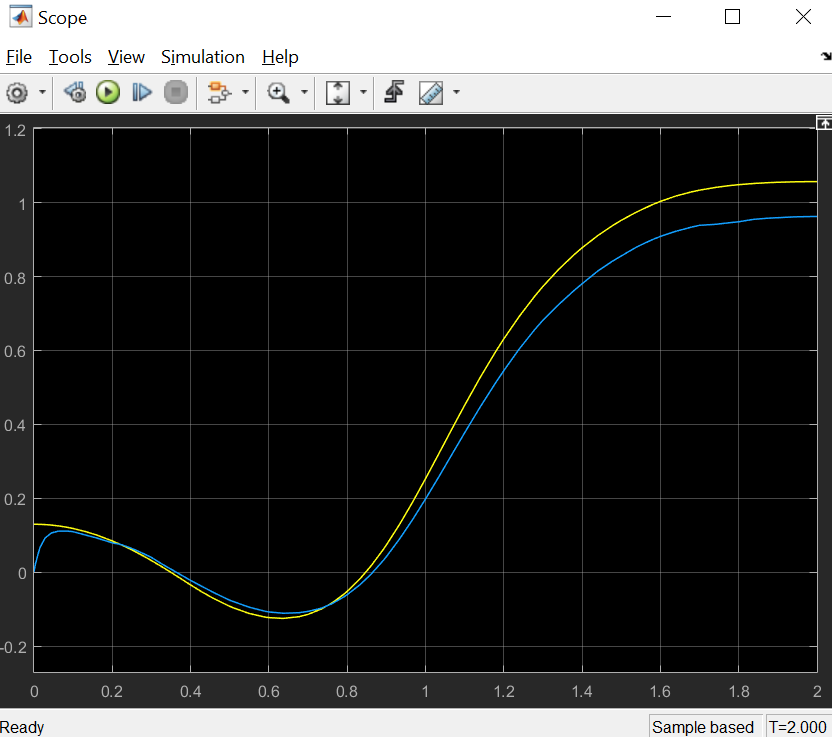 Scope
File Tools View Simulation Help
1.2
1
0.8
0.6
0.4
0.2
0
-0.2
0 0.2 0.4 0.6 0.8 1 1.2 1.4 1.6 1.8 2
Ready Sample based T=2.000